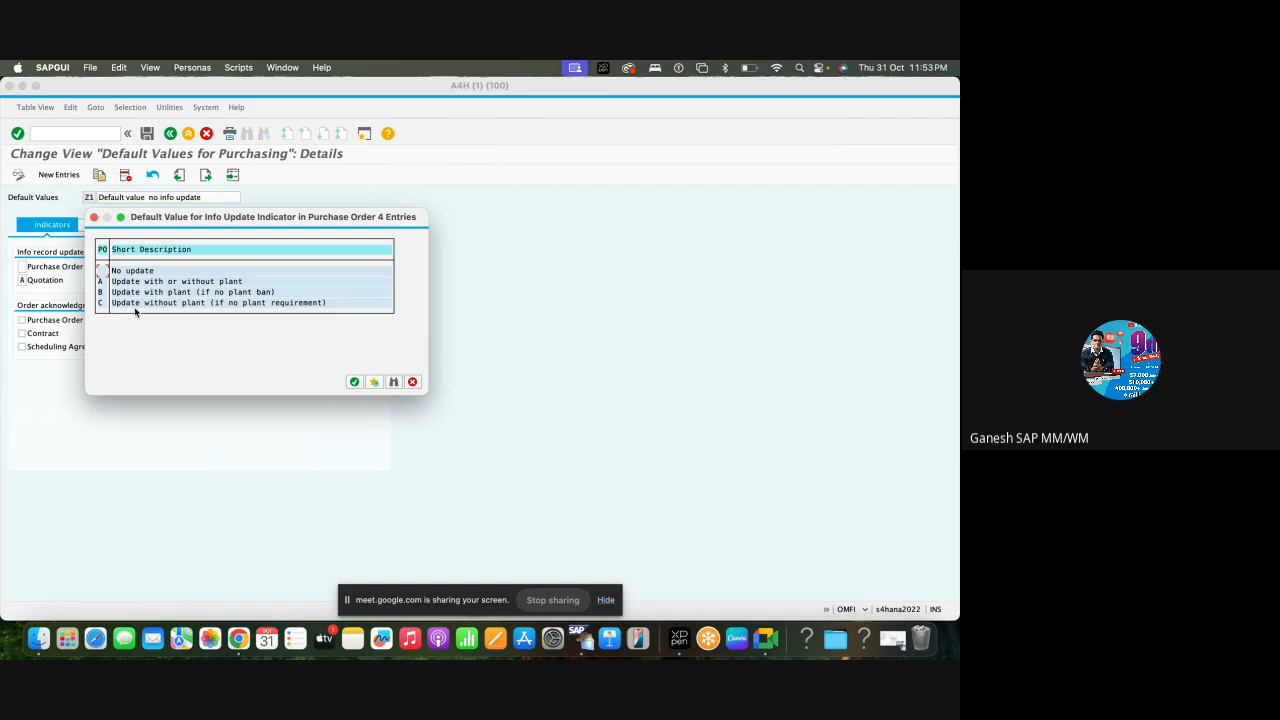 SAPGUI File Edit View Personas Scripts Window Help Thu 31 Oct 11:53 PM
A4H (1) (100)
Table View Edit Goto Selection Utilities System Help
Change View "Default Values for Purchasing": Details
New Entries
Default Values Z1 Default value no info update
Default Value for Info Update Indicator in Purchase Order 4 Entries
Indicators
PO Short Description
Info record update
Purchase Order
No update
A Quotation
A Update with or without plant
B Update with plant (if no plant ban)
C Update without plant (if no plant requirement)
Order acknowledg
Purchase Order
Contract
Scheduling Agre
Ganesh SAP MM/WM
meet.google.com is sharing your screen. Stop sharing Hide
OMFI s4hana2022 INS